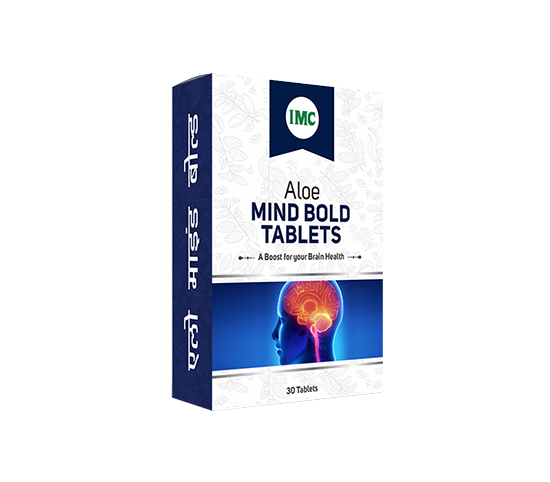 IMC
Aloe
MIND BOLD
TABLETS
A Boost for your Brain Health
30 Tablets
एलो माइंड बोल्ड